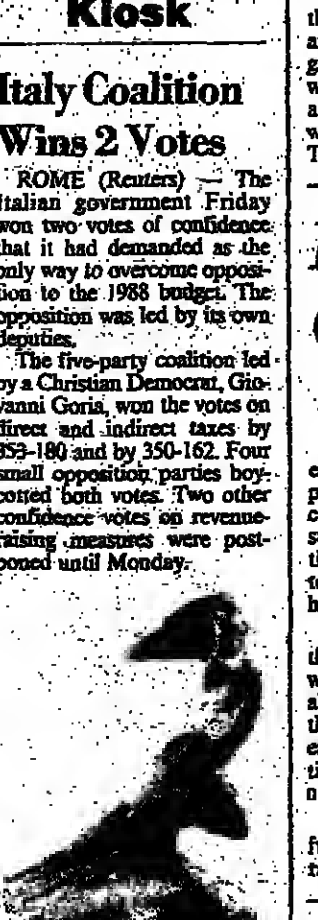 Kiosk
Italy Coalition
Wins 2 Votes
ROME (Reuters) — The
Italian government Friday
won two votes of confidence
that it had demanded as the
only way to overcome opposi-
tion to the 1988 budget. The
opposition was led by its own
deputies.
The five-party coalition led
by a Christian Democrat, Gio-
vanni Goria, won the votes on
direct and indirect taxes by
353-180 and by 350-162. Four
small opposition parties boy-
cotted both votes. Two other
confidence votes on revenue-
raising measures were post-
poned until Monday.